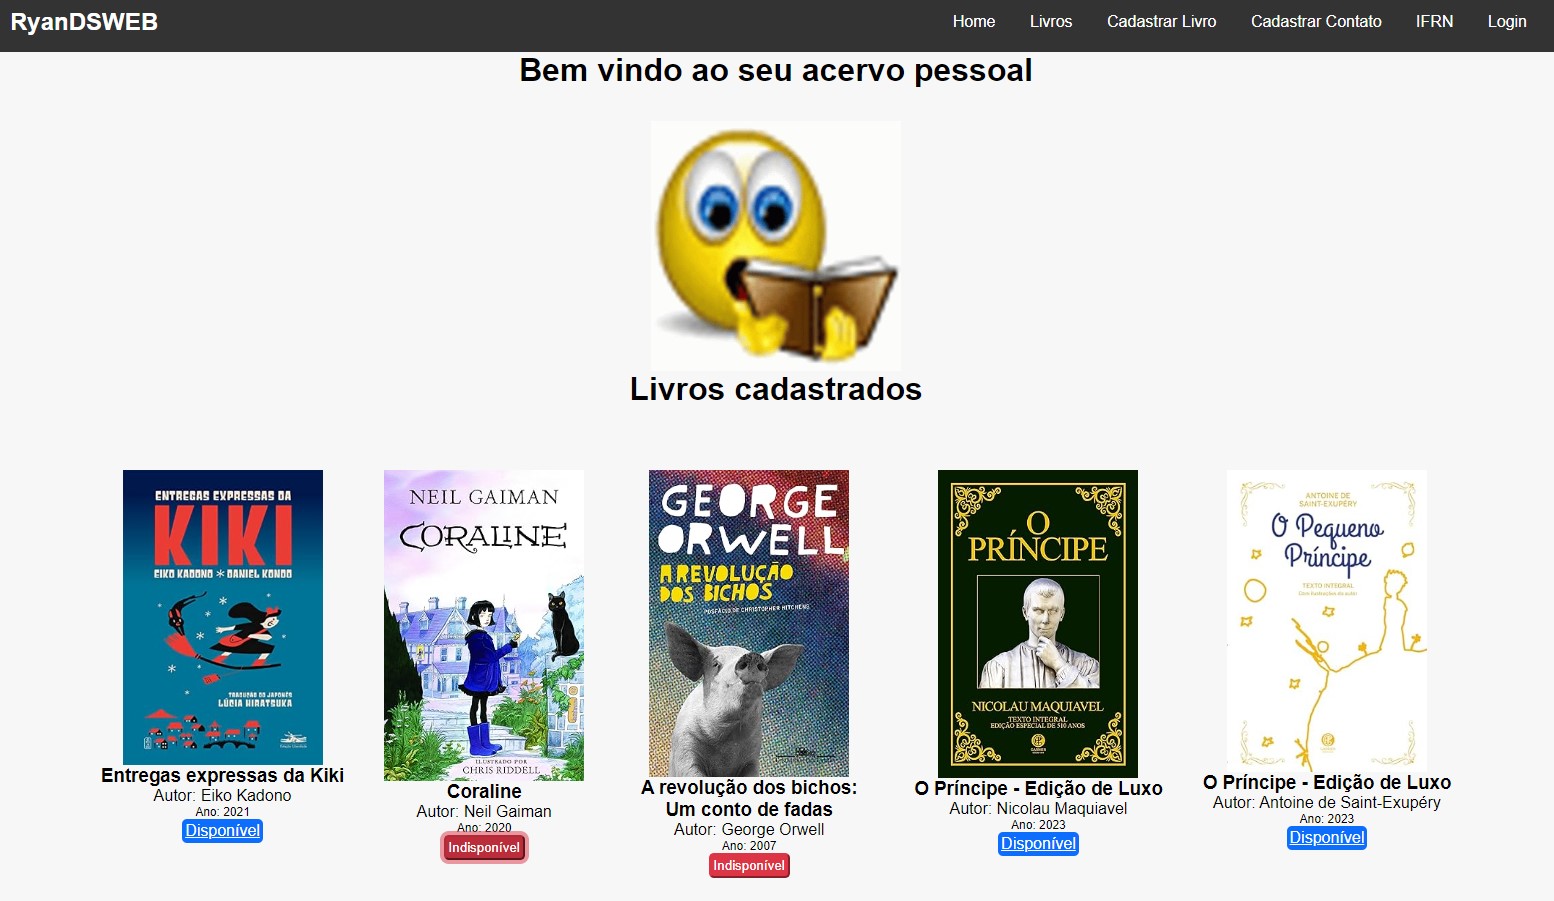 RyanDSWEB
Home Livros Cadastrar Livro Cadastrar Contato IFRN Login
Bem vindo ao seu acervo pessoal
Livros cadastrados
ENTREGAS EXPRESSAS DA
KIKI
EIKO KADONO * DANIEL KONDO
TRADUÇÃO DO JAPONÊS
LÚCIA HIRATSUKA
Entregas expressas da Kiki
Autor: Eiko Kadono
Ano: 2021
Disponível
NEIL GAIMAN
CORALINE
ILUSTRADO POR
CHRIS RIDDELL
Coraline
Autor: Neil Gaiman
Ano: 2020
Indisponível
GEORGE
ORWELL
A REVOLUÇÃO
DOS BICHOS
POSFÁCIO DE CHRISTOPHER HITCHENS
A revolução dos bichos:
Um conto de fadas
Autor: George Orwell
Ano: 2007
Indisponível
O
PRÍNCIPE
NICOLAU MAQUIAVEL
TEXTO INTEGRAL
EDIÇÃO ESPECIAL DE 510 ANOS
GARNIER
O Príncipe - Edição de Luxo
Autor: Nicolau Maquiavel
Ano: 2023
Disponível
ANTOINE DE
SAINT-EXUPÉRY
O Pequeno
Príncipe
TEXTO INTEGRAL
Com ilustrações do autor
O Príncipe - Edição de Luxo
Autor: Antoine de Saint-Exupéry
Ano: 2023
Disponível